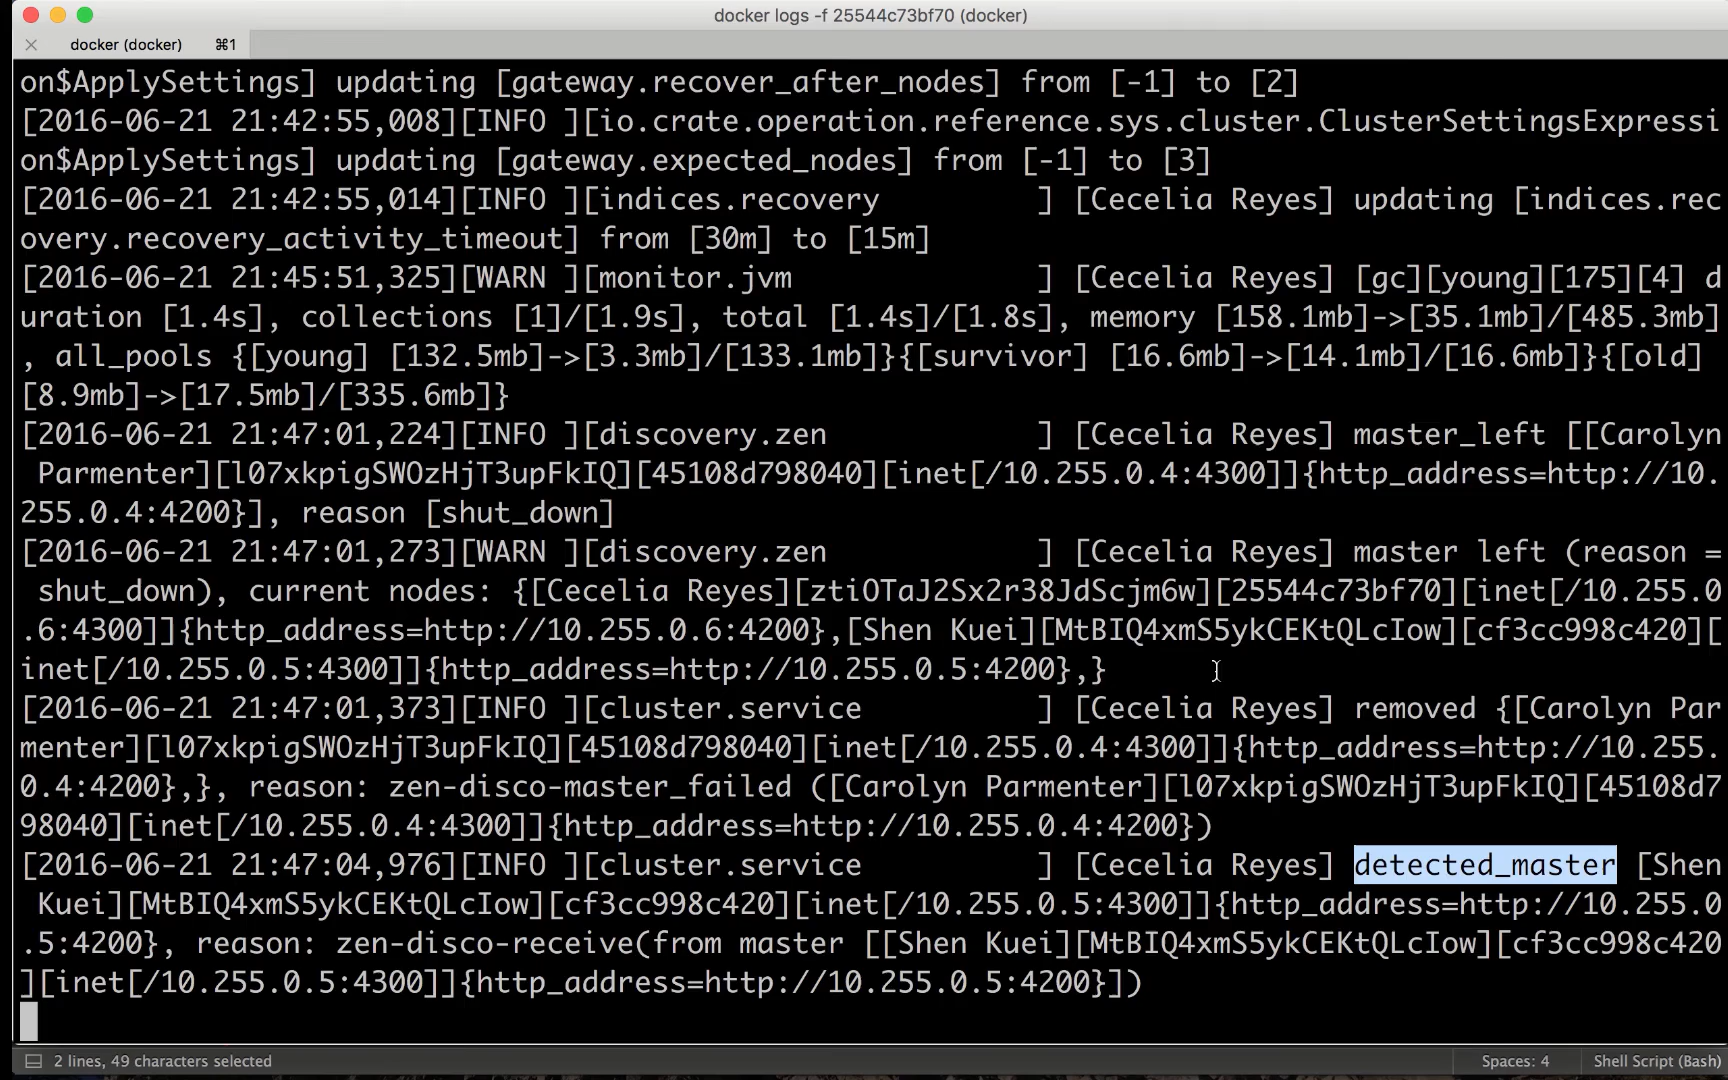 docker logs -f 25544c73bf70 (docker)
docker (docker) ⌘1
on$ApplySettings] updating [gateway.recover_after_nodes] from [-1] to [2]
[2016-06-21 21:42:55,008][INFO ][io.crate.operation.reference.sys.cluster.ClusterSettingsExpressi
on$ApplySettings] updating [gateway.expected_nodes] from [-1] to [3]
[2016-06-21 21:42:55,014][INFO ][indices.recovery         ] [Cecelia Reyes] updating [indices.rec
overy.recovery_activity_timeout] from [30m] to [15m]
[2016-06-21 21:45:51,325][WARN ][monitor.jvm              ] [Cecelia Reyes] [gc][young][175][4] d
uration [1.4s], collections [1]/[1.9s], total [1.4s]/[1.8s], memory [158.1mb]->[35.1mb]/[485.3mb]
, all_pools {[young] [132.5mb]->[3.3mb]/[133.1mb]}{[survivor] [16.6mb]->[14.1mb]/[16.6mb]}{[old]
[8.9mb]->[17.5mb]/[335.6mb]}
[2016-06-21 21:47:01,224][INFO ][discovery.zen            ] [Cecelia Reyes] master_left [[Carolyn
 Parmenter][l07xkpigSWOzHjT3upFkIQ][45108d798040][inet[/10.255.0.4:4300]]{http_address=http://10.
255.0.4:4200}], reason [shut_down]
[2016-06-21 21:47:01,273][WARN ][discovery.zen            ] [Cecelia Reyes] master left (reason =
 shut_down), current nodes: {[Cecelia Reyes][ztiOTaJ2Sx2r38JdScjm6w][25544c73bf70][inet[/10.255.0
.6:4300]]{http_address=http://10.255.0.6:4200},[Shen Kuei][MtBIQ4xmS5ykCEKtQLcIow][cf3cc998c420][
inet[/10.255.0.5:4300]]{http_address=http://10.255.0.5:4200},}
[2016-06-21 21:47:01,373][INFO ][cluster.service          ] [Cecelia Reyes] removed {[Carolyn Par
menter][l07xkpigSWOzHjT3upFkIQ][45108d798040][inet[/10.255.0.4:4300]]{http_address=http://10.255.
0.4:4200},}, reason: zen-disco-master_failed ([Carolyn Parmenter][l07xkpigSWOzHjT3upFkIQ][45108d7
98040][inet[/10.255.0.4:4300]]{http_address=http://10.255.0.4:4200})
[2016-06-21 21:47:04,976][INFO ][cluster.service          ] [Cecelia Reyes] detected_master [Shen
 Kuei][MtBIQ4xmS5ykCEKtQLcIow][cf3cc998c420][inet[/10.255.0.5:4300]]{http_address=http://10.255.0
.5:4200}, reason: zen-disco-receive(from master [[Shen Kuei][MtBIQ4xmS5ykCEKtQLcIow][cf3cc998c420
][inet[/10.255.0.5:4300]]{http_address=http://10.255.0.5:4200}])
2 lines, 49 characters selected Spaces: 4 Shell Script (Bash)